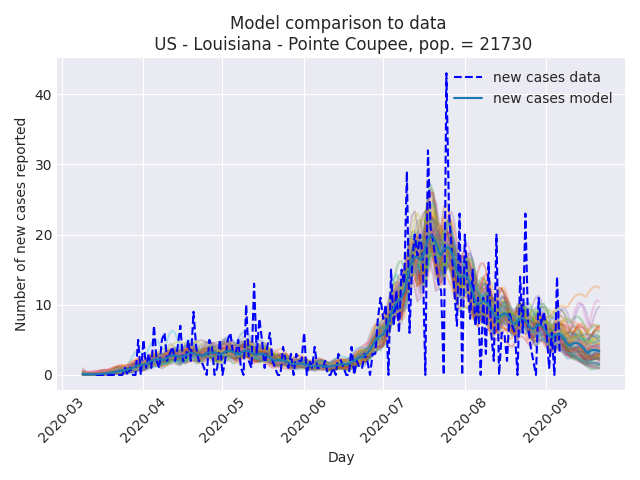 Model comparison to data
US - Louisiana - Pointe Coupee, pop. = 21730
new cases data
new cases model
Number of new cases reported
40
30
20
10
0
2020-03
2020-04
2020-05
2020-06
2020-07
2020-08
2020-09
Day